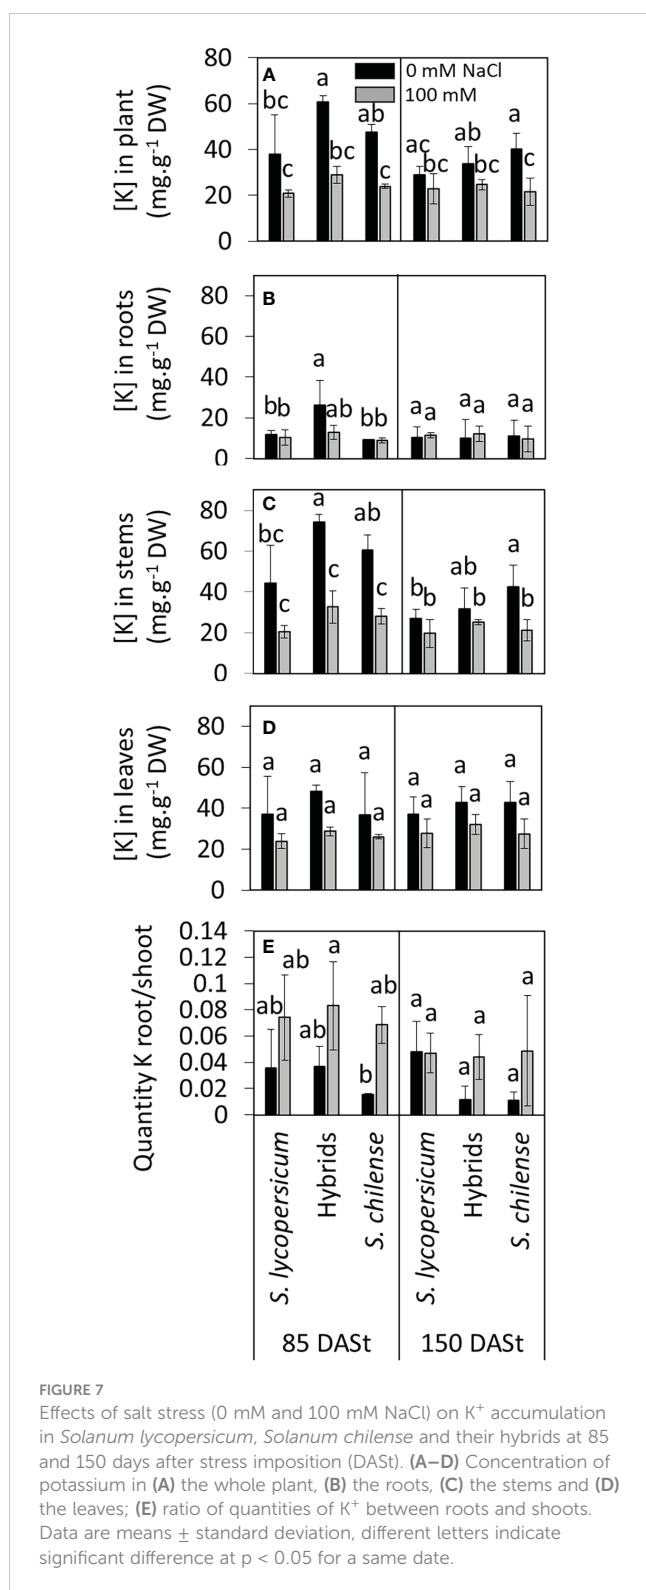 A
0 mM NaCl
100 mM
[K] in plant
(mg.g-1 DW)
80
60
40
20
0
bc
c
a
bc
ab
c
ac
bc
ab
bc
a
c
B
[K] in roots
(mg.g-1 DW)
80
60
40
20
0
b
b
a
ab
b
b
a
a
a
a
a
a
C
[K] in stems
(mg.g-1 DW)
80
60
40
20
0
bc
c
a
c
ab
c
b
b
ab
b
a
b
D
[K] in leaves
(mg.g-1 DW)
80
60
40
20
0
a
a
a
a
a
a
a
a
a
a
a
a
E
Quantity K root/shoot
0.14
0.12
0.1
0.08
0.06
0.04
0.02
0
ab
ab
ab
a
b
ab
a
a
a
a
a
a
S. lycopersicum
Hybrids
S. chilense
S. lycopersicum
Hybrids
S. chilense
85 DASt
150 DASt
FIGURE 7
Effects of salt stress (0 mM and 100 mM NaCl) on K+ accumulation
in Solanum lycopersicum, Solanum chilense and their hybrids at 85
and 150 days after stress imposition (DASt). (A–D) Concentration of
potassium in (A) the whole plant, (B) the roots, (C) the stems and (D)
the leaves; (E) ratio of quantities of K+ between roots and shoots.
Data are means ± standard deviation, different letters indicate
significant difference at p < 0.05 for a same date.